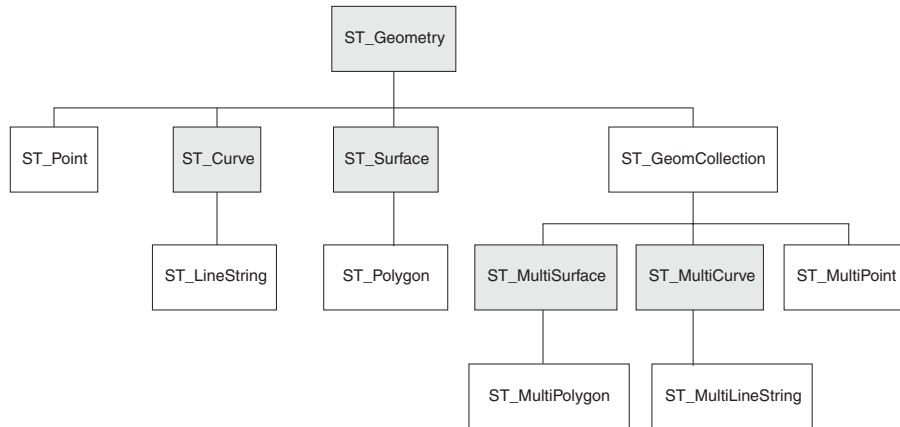 ST_Geometry
ST_Point
ST_Curve
ST_Surface
ST_GeomCollection
ST_LineString
ST_Polygon
ST_MultiSurface
ST_MultiCurve
ST_MultiPoint
ST_MultiPolygon
ST_MultiLineString